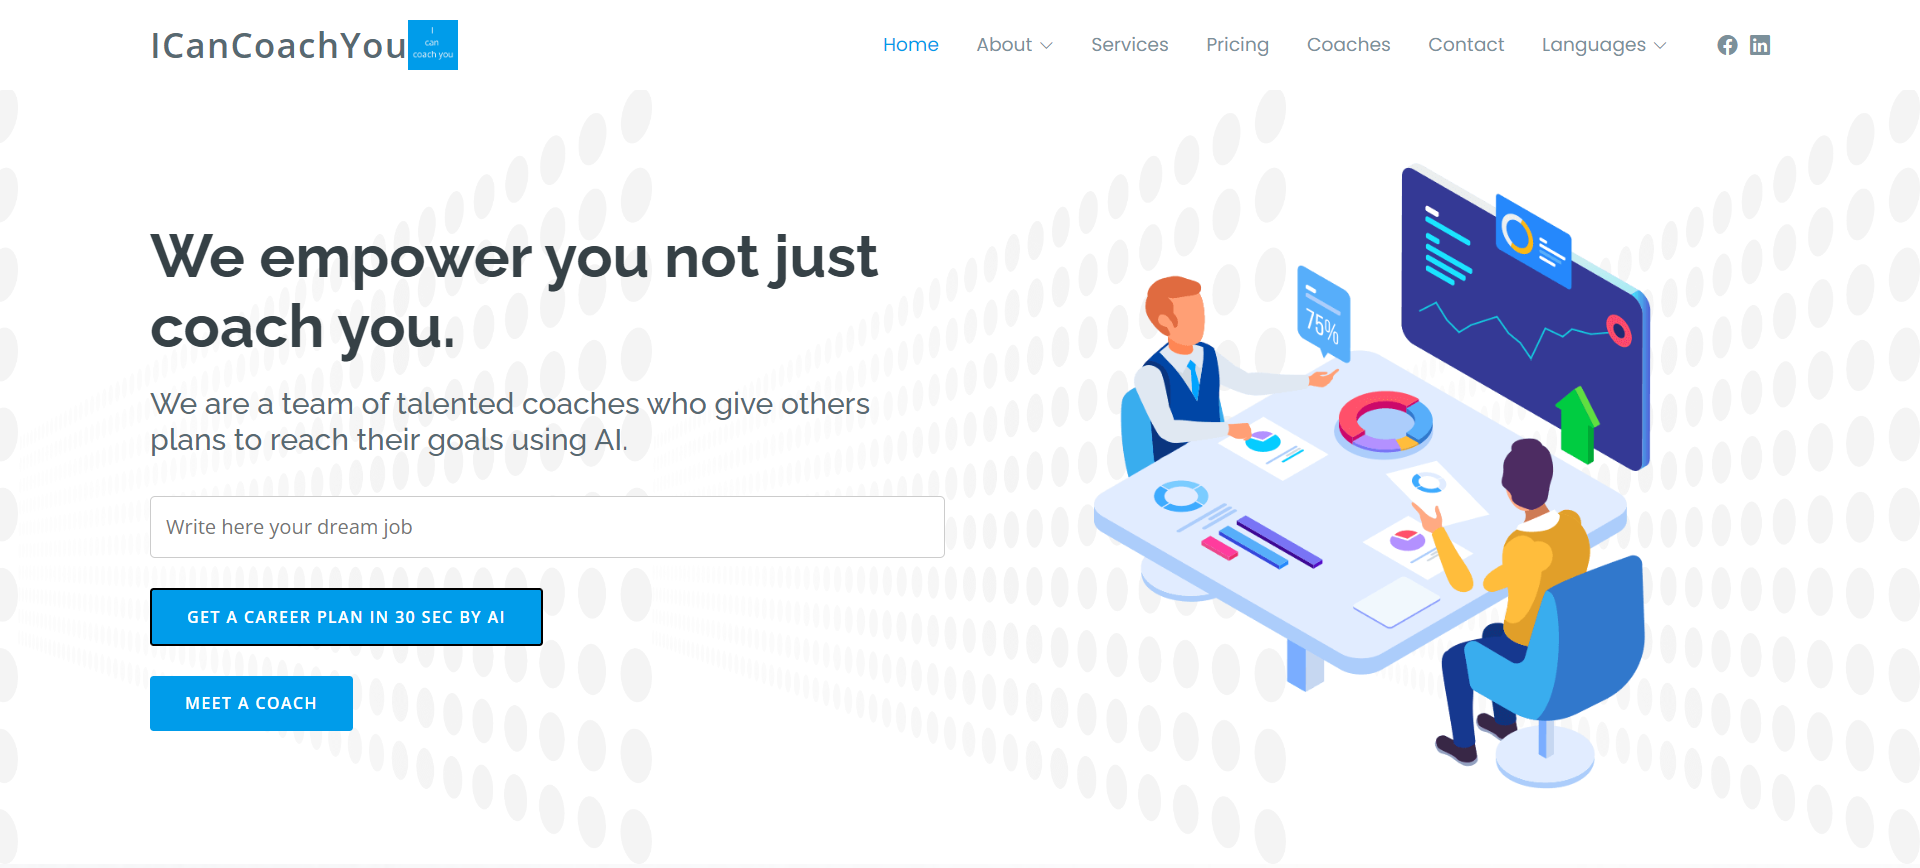 ICanCoachYou
I
can
coach you
Home About Services Pricing Coaches Contact Languages
We empower you not just
coach you.
We are a team of talented coaches who give others
plans to reach their goals using AI.
Write here your dream job
GET A CAREER PLAN IN 30 SEC BY AI
MEET A COACH
75%